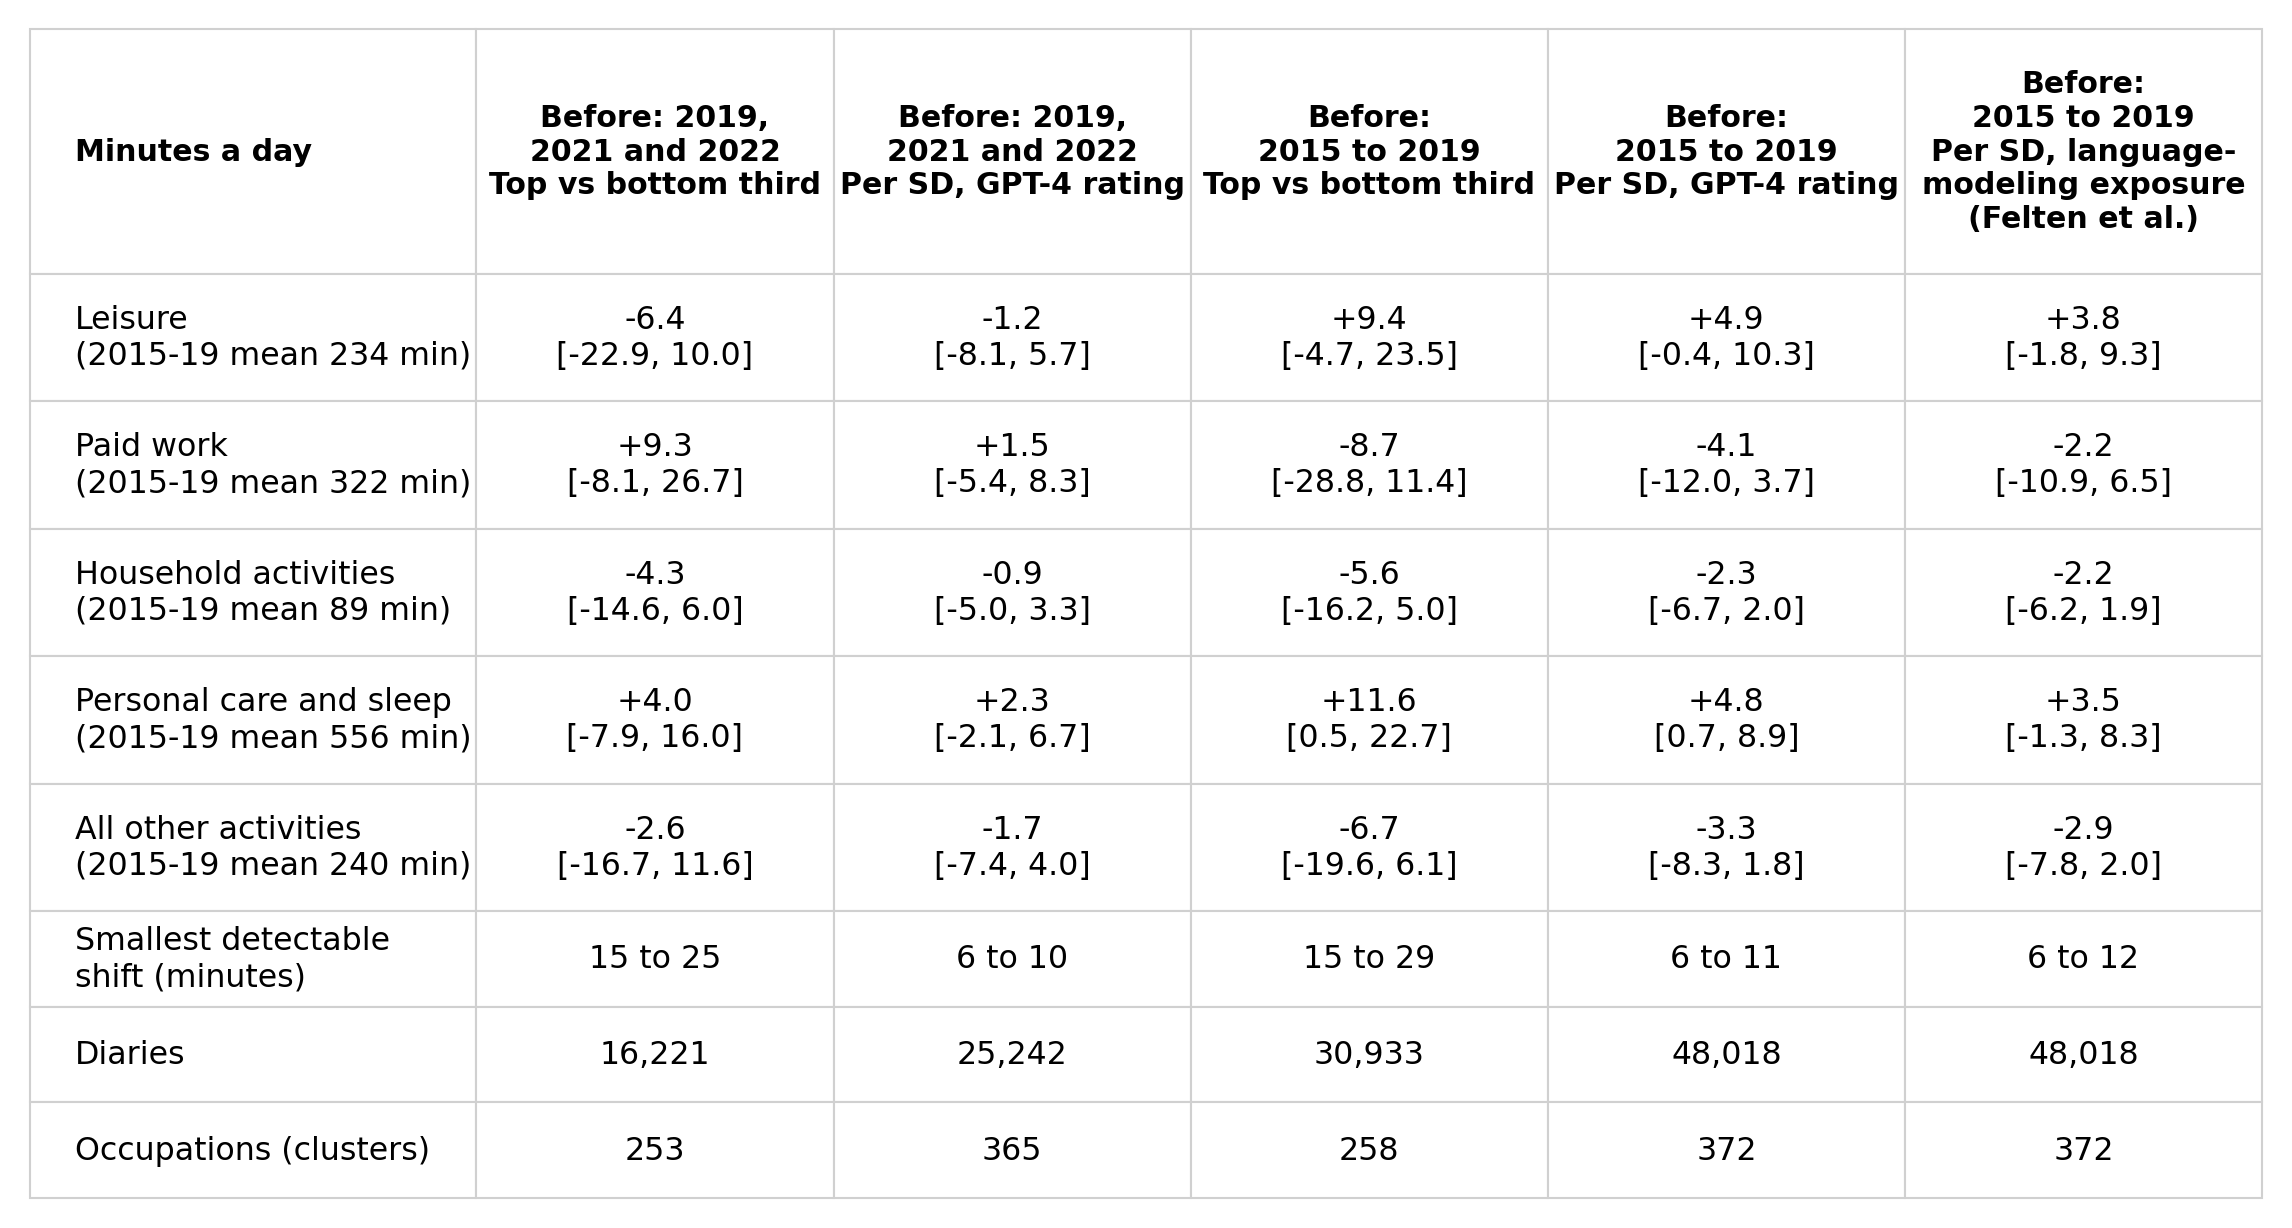 Minutes a day
Before: 2019,
2021 and 2022
Top vs bottom third
Before: 2019,
2021 and 2022
Per SD, GPT-4 rating
Before:
2015 to 2019
Top vs bottom third
Before:
2015 to 2019
Per SD, GPT-4 rating
Before:
2015 to 2019
Per SD, language-
modeling exposure
(Felten et al.)
Leisure
(2015-19 mean 234 min)
-6.4
[-22.9, 10.0]
-1.2
[-8.1, 5.7]
+9.4
[-4.7, 23.5]
+4.9
[-0.4, 10.3]
+3.8
[-1.8, 9.3]
Paid work
(2015-19 mean 322 min)
+9.3
[-8.1, 26.7]
+1.5
[-5.4, 8.3]
-8.7
[-28.8, 11.4]
-4.1
[-12.0, 3.7]
-2.2
[-10.9, 6.5]
Household activities
(2015-19 mean 89 min)
-4.3
[-14.6, 6.0]
-0.9
[-5.0, 3.3]
-5.6
[-16.2, 5.0]
-2.3
[-6.7, 2.0]
-2.2
[-6.2, 1.9]
Personal care and sleep
(2015-19 mean 556 min)
+4.0
[-7.9, 16.0]
+2.3
[-2.1, 6.7]
+11.6
[0.5, 22.7]
+4.8
[0.7, 8.9]
+3.5
[-1.3, 8.3]
All other activities
(2015-19 mean 240 min)
-2.6
[-16.7, 11.6]
-1.7
[-7.4, 4.0]
-6.7
[-19.6, 6.1]
-3.3
[-8.3, 1.8]
-2.9
[-7.8, 2.0]
Smallest detectable
shift (minutes)
15 to 25
6 to 10
15 to 29
6 to 11
6 to 12
Diaries
16,221
25,242
30,933
48,018
48,018
Occupations (clusters)
253
365
258
372
372